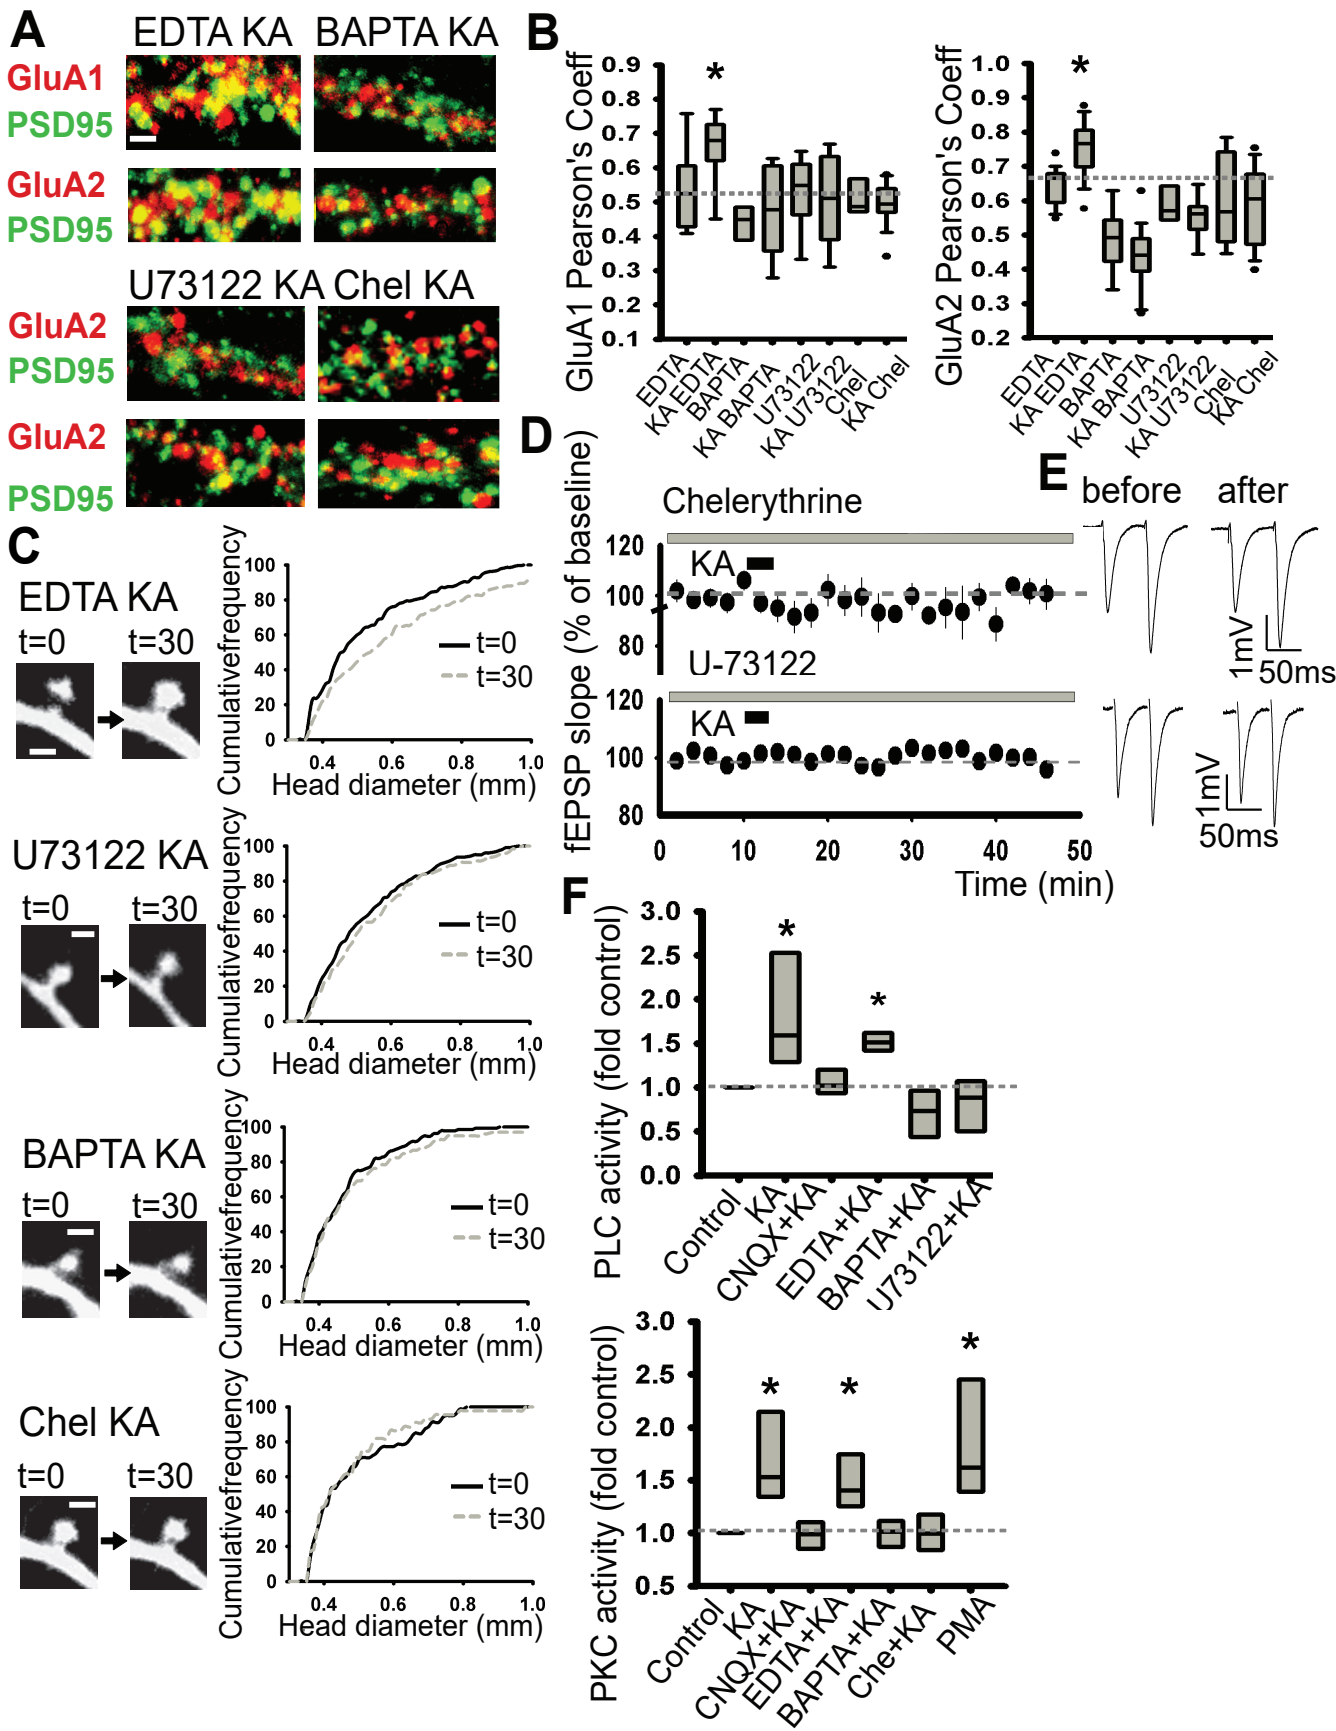 A
EDTA KA
BAPTA KA
GluA1
PSD95
GluA2
PSD95
U73122 KA
Chel KA
GluA2
PSD95
GluA2
PSD95
B
GluA1 Pearson's Coeff
0.9
0.8
0.7
0.6
0.5
0.4
0.3
0.2
0.1
*
EDTA
KA EDTA
BAPTA
KA BAPTA
U73122
KA U73122
Chel
KA Chel
GluA2 Pearson's Coeff
1.0
0.9
0.8
0.7
0.6
0.5
0.4
0.3
0.2
*
EDTA
KA EDTA
BAPTA
KA BAPTA
U73122
KA U73122
Chel
KA Chel
C
EDTA KA
t=0
t=30
Cumulativefrequency
100
80
60
40
20
0
t=0
t=30
0.4
0.6
0.8
1.0
Head diameter (mm)
U73122 KA
t=0
t=30
Cumulativefrequency
100
80
60
40
20
0
t=0
t=30
0.4
0.6
0.8
1.0
Head diameter (mm)
BAPTA KA
t=0
t=30
Cumulativefrequency
100
80
60
40
20
0
t=0
t=30
0.4
0.6
0.8
1.0
Head diameter (mm)
Chel KA
t=0
t=30
Cumulativefrequency
100
80
60
40
20
0
t=0
t=30
0.4
0.6
0.8
1.0
Head diameter (mm)
D
fEPSP slope (% of baseline)
Chelerythrine
120
100
80
KA
U-73122
120
100
80
KA
0
10
20
30
40
50
Time (min)
E
before
after
1mV
50ms
1mV
50ms
F
PLC activity (fold control)
3.0
2.5
2.0
1.5
1.0
0.5
0.0
*
*
Control
KA
CNQX+KA
EDTA+KA
BAPTA+KA
U73122+KA
PKC activity (fold control)
3.0
2.5
2.0
1.5
1.0
0.5
*
*
*
Control
KA
CNQX+KA
EDTA+KA
BAPTA+KA
Che+KA
PMA